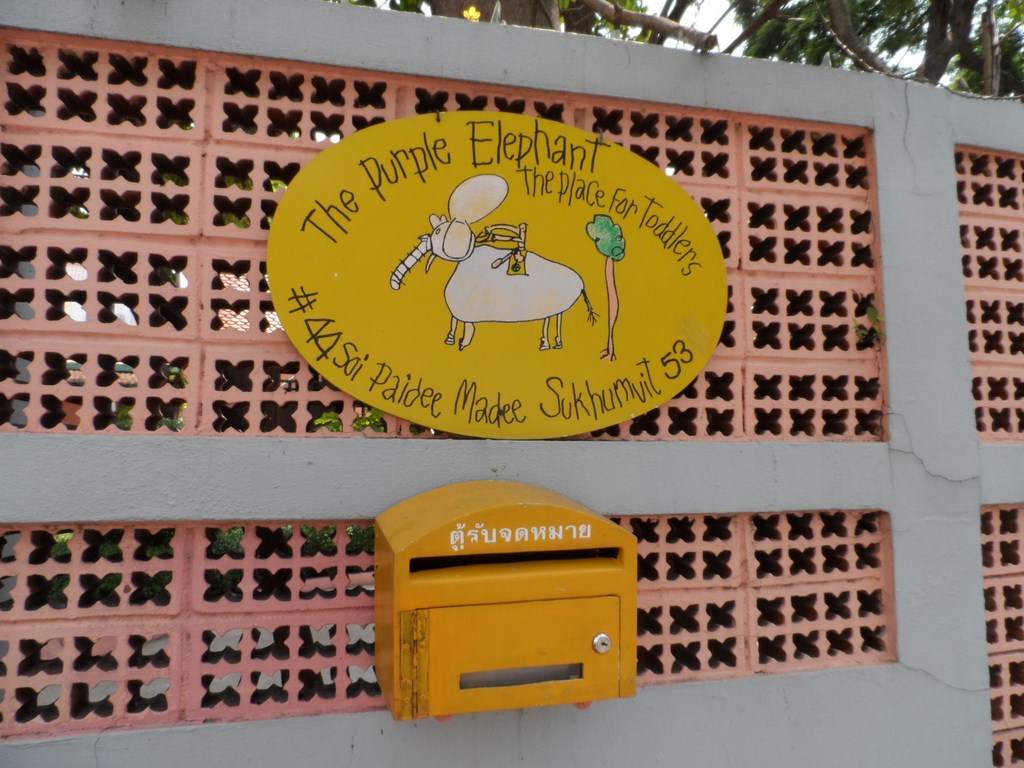 The Purple Elephant
The Place For Toddlers
#44 Soi Paidee Madee Sukhumvit 53
ตู้รับจดหมาย